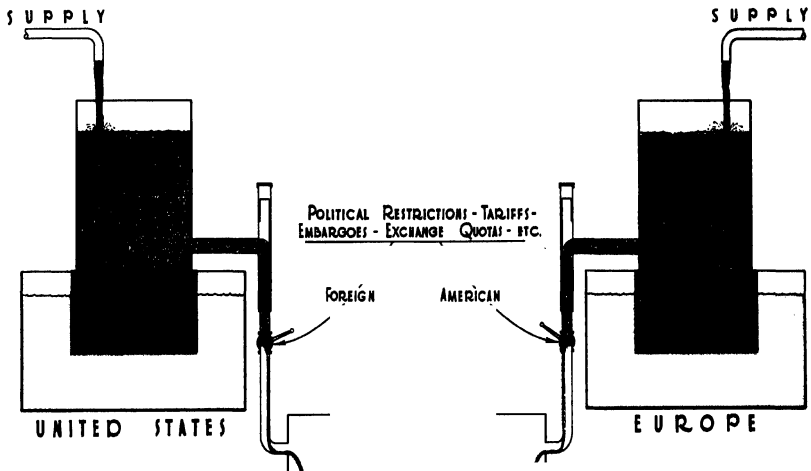 SUPPLY
SUPPLY
POLITICAL RESTRICTIONS - TARIFFS -
EMBARGOES - EXCHANGE QUOTAS - ETC.
FOREIGN
AMERICAN
UNITED STATES
EUROPE